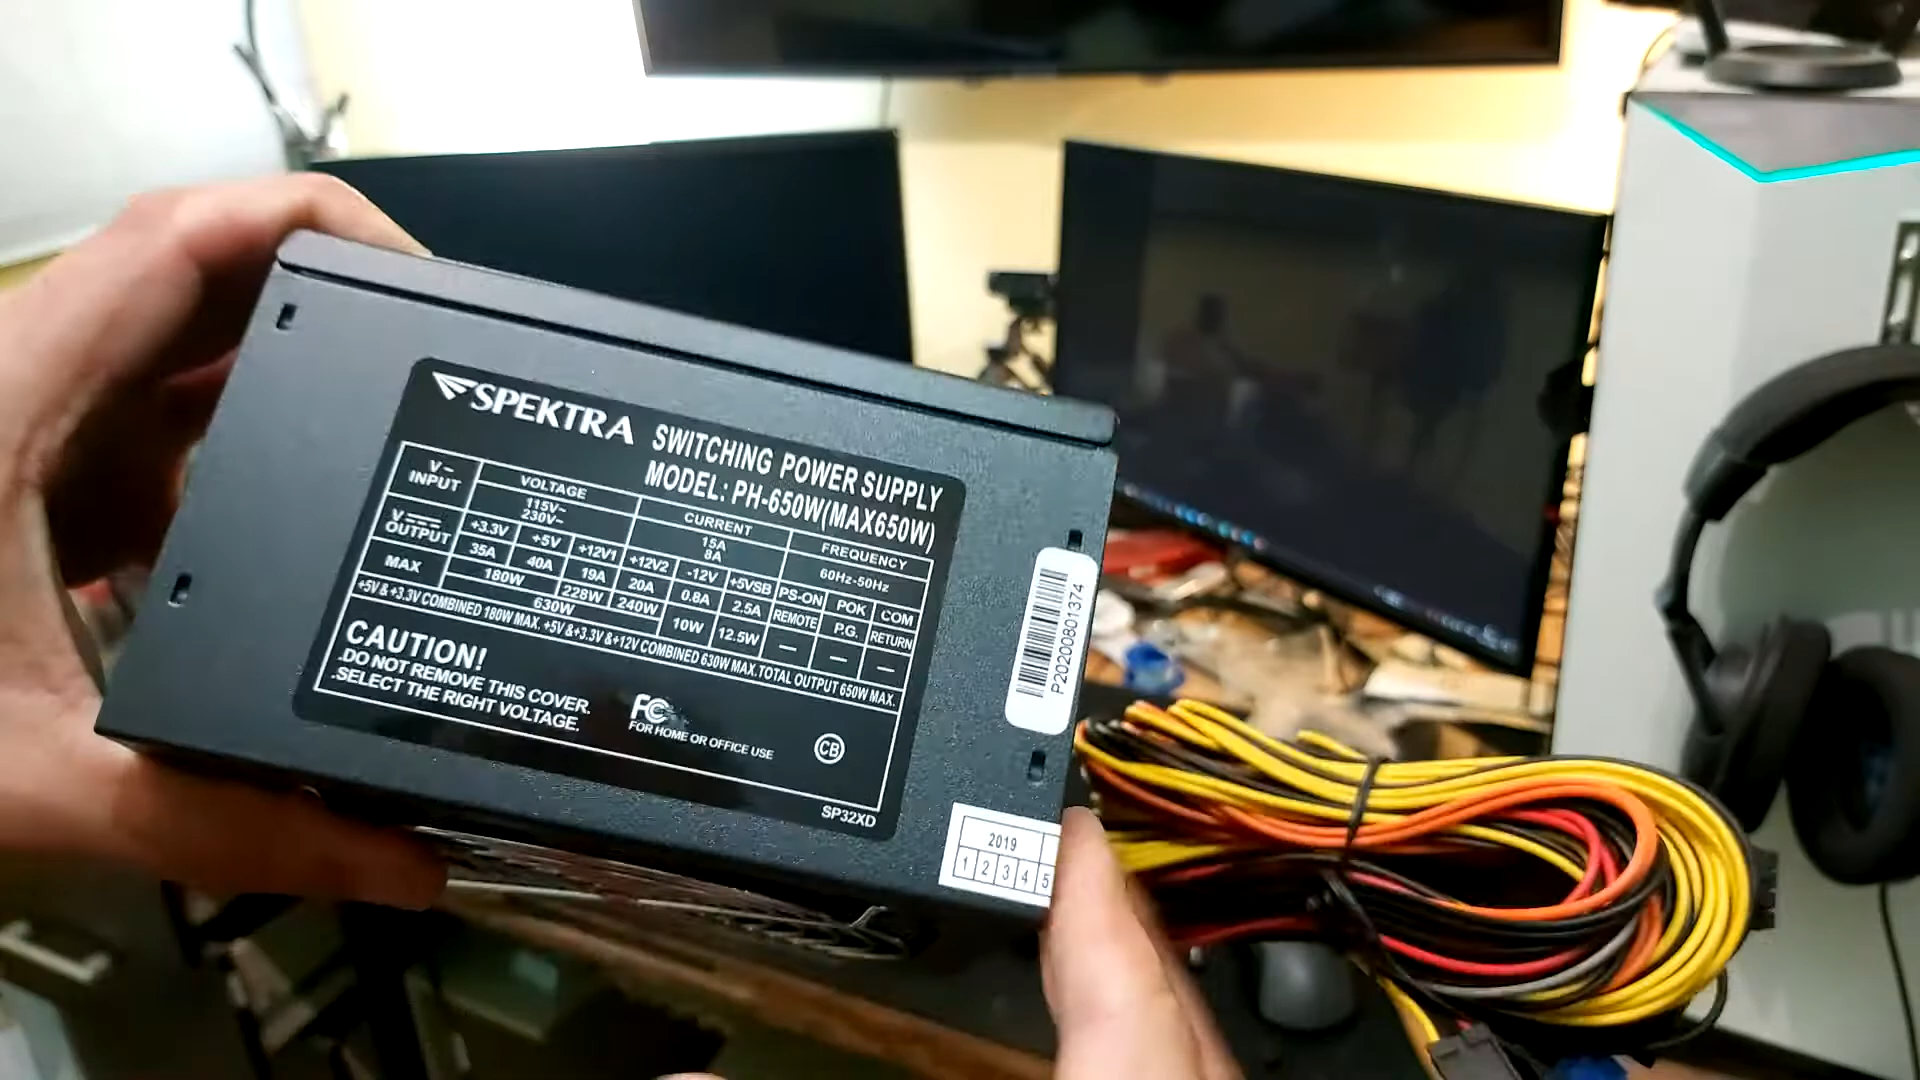 SPEKTRA
SWITCHING POWER SUPPLY
MODEL: PH-650W(MAX650W)
V~ INPUT
VOLTAGE
CURRENT
FREQUENCY
115V~
230V~
15A
8A
60Hz-50Hz
V⎓ OUTPUT
+3.3V +5V +12V1 +12V2 -12V +5VSB PS-ON POK COM
35A 40A 19A 20A 0.8A 2.5A REMOTE P.G. RETURN
MAX
180W 228W 240W 10W 12.5W — — —
630W
+5V &+3.3V COMBINED 180W MAX. +5V &+3.3V &+12V COMBINED 630W MAX.TOTAL OUTPUT 650W MAX.
CAUTION!
.DO NOT REMOVE THIS COVER.
.SELECT THE RIGHT VOLTAGE.
FC
FOR HOME OR OFFICE USE
CB
SP32XD
P20200801374
2019
1 2 3 4 5